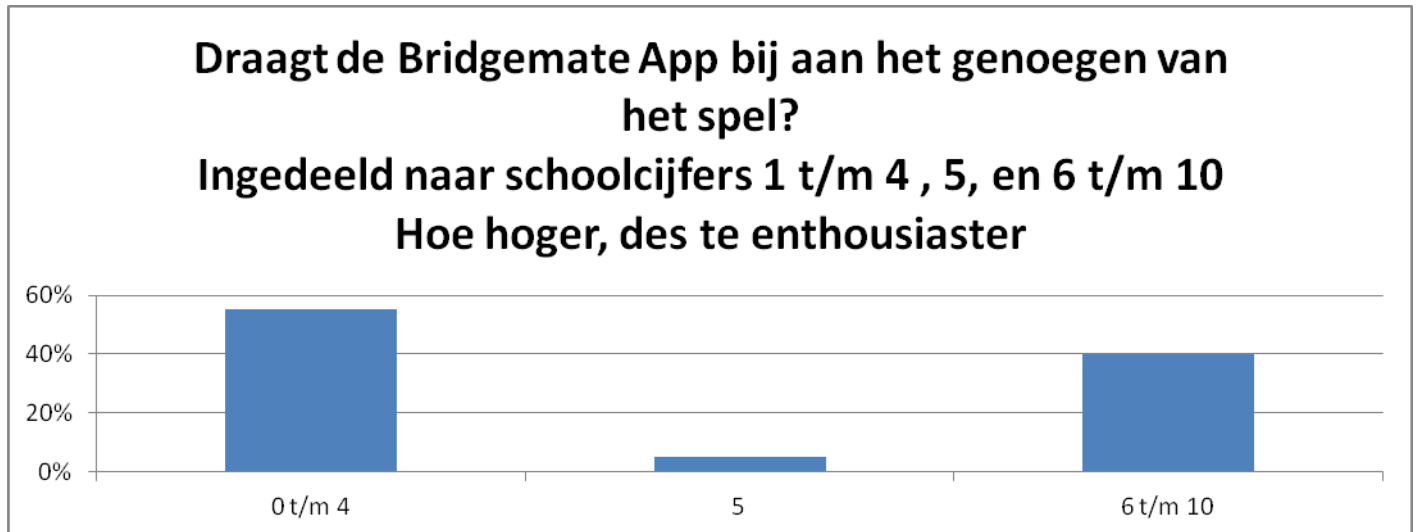 Draagt de Bridgemate App bij aan het genoegen van
het spel?
Ingedeeld naar schoolcijfers 1 t/m 4 , 5, en 6 t/m 10
Hoe hoger, des te enthousiaster
60%
40%
20%
0%
0 t/m 4
5
6 t/m 10